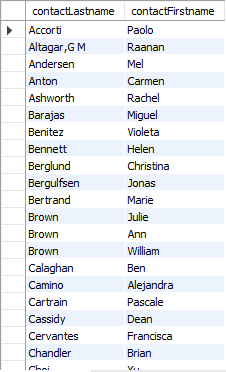 contactLastname contactFirstname
Accorti Paolo
Altagar,G M Raanan
Andersen Mel
Anton Carmen
Ashworth Rachel
Barajas Miguel
Benitez Violeta
Bennett Helen
Berglund Christina
Bergulfsen Jonas
Bertrand Marie
Brown Julie
Brown Ann
Brown William
Calaghan Ben
Camino Alejandra
Cartrain Pascale
Cassidy Dean
Cervantes Francisca
Chandler Brian